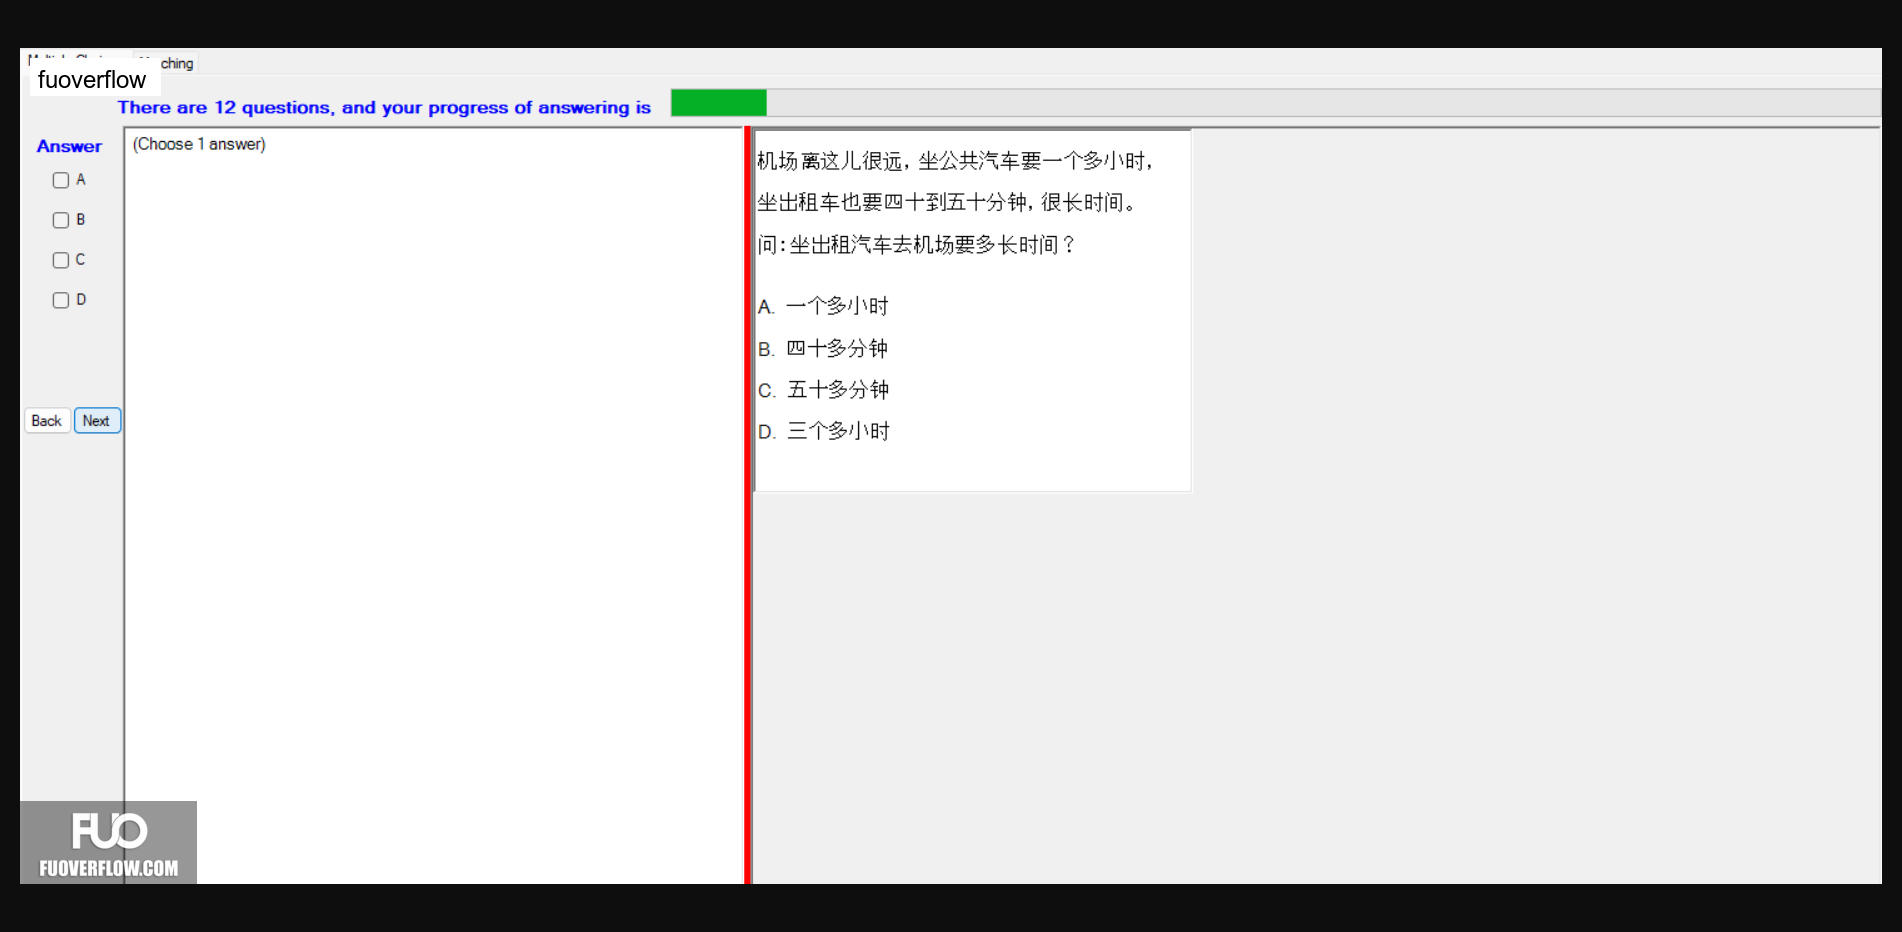 ching
fuoverflow
There are 12 questions, and your progress of answering is
Answer
A
B
C
D
Back
Next
(Choose 1 answer)
机场离这儿很远, 坐公共汽车要一个多小时,
坐出租车也要四十到五十分钟, 很长时间。
问: 坐出租汽车去机场要多长时间？
A. 一个多小时
B. 四十多分钟
C. 五十多分钟
D. 三个多小时
FUO
FUOVERFLOW.COM